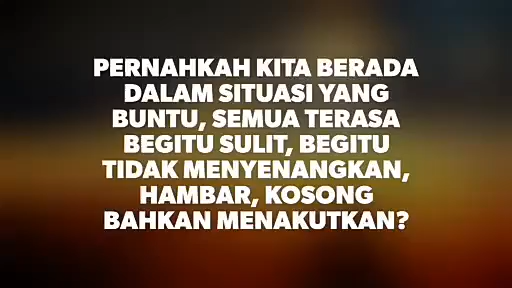 PERNAHKAH KITA BERADA
DALAM SITUASI YANG
BUNTU, SEMUA TERASA
BEGITU SULIT, BEGITU
TIDAK MENYENANGKAN,
HAMBAR, KOSONG
BAHKAN MENAKUTKAN?